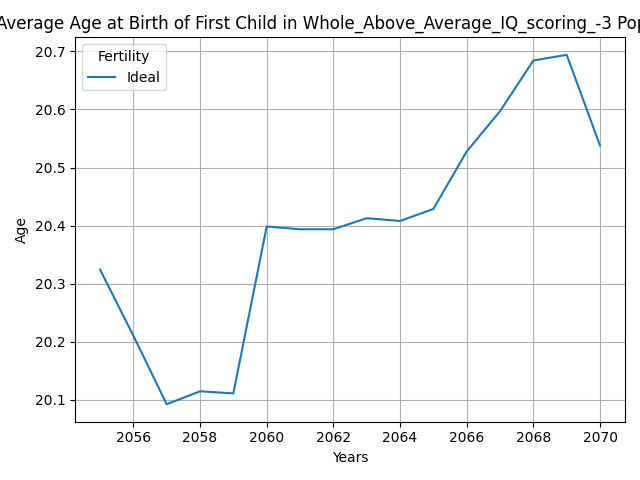 Average Age at Birth of First Child in Whole_Above_Average_IQ_scoring_-3 Pop
Fertility
Ideal
20.7
20.6
20.5
20.4
20.3
20.2
20.1
Age
2056 2058 2060 2062 2064 2066 2068 2070
Years